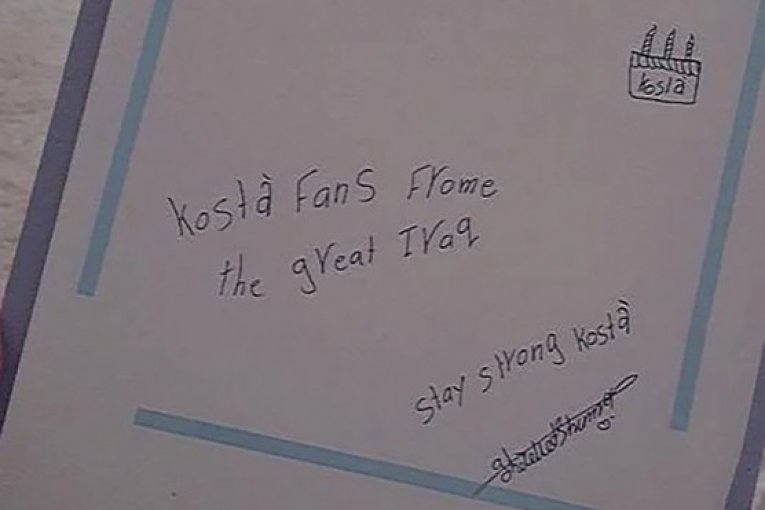 Kostà
Kostà Fans Frome
the great Iraq
stay strong Kostà